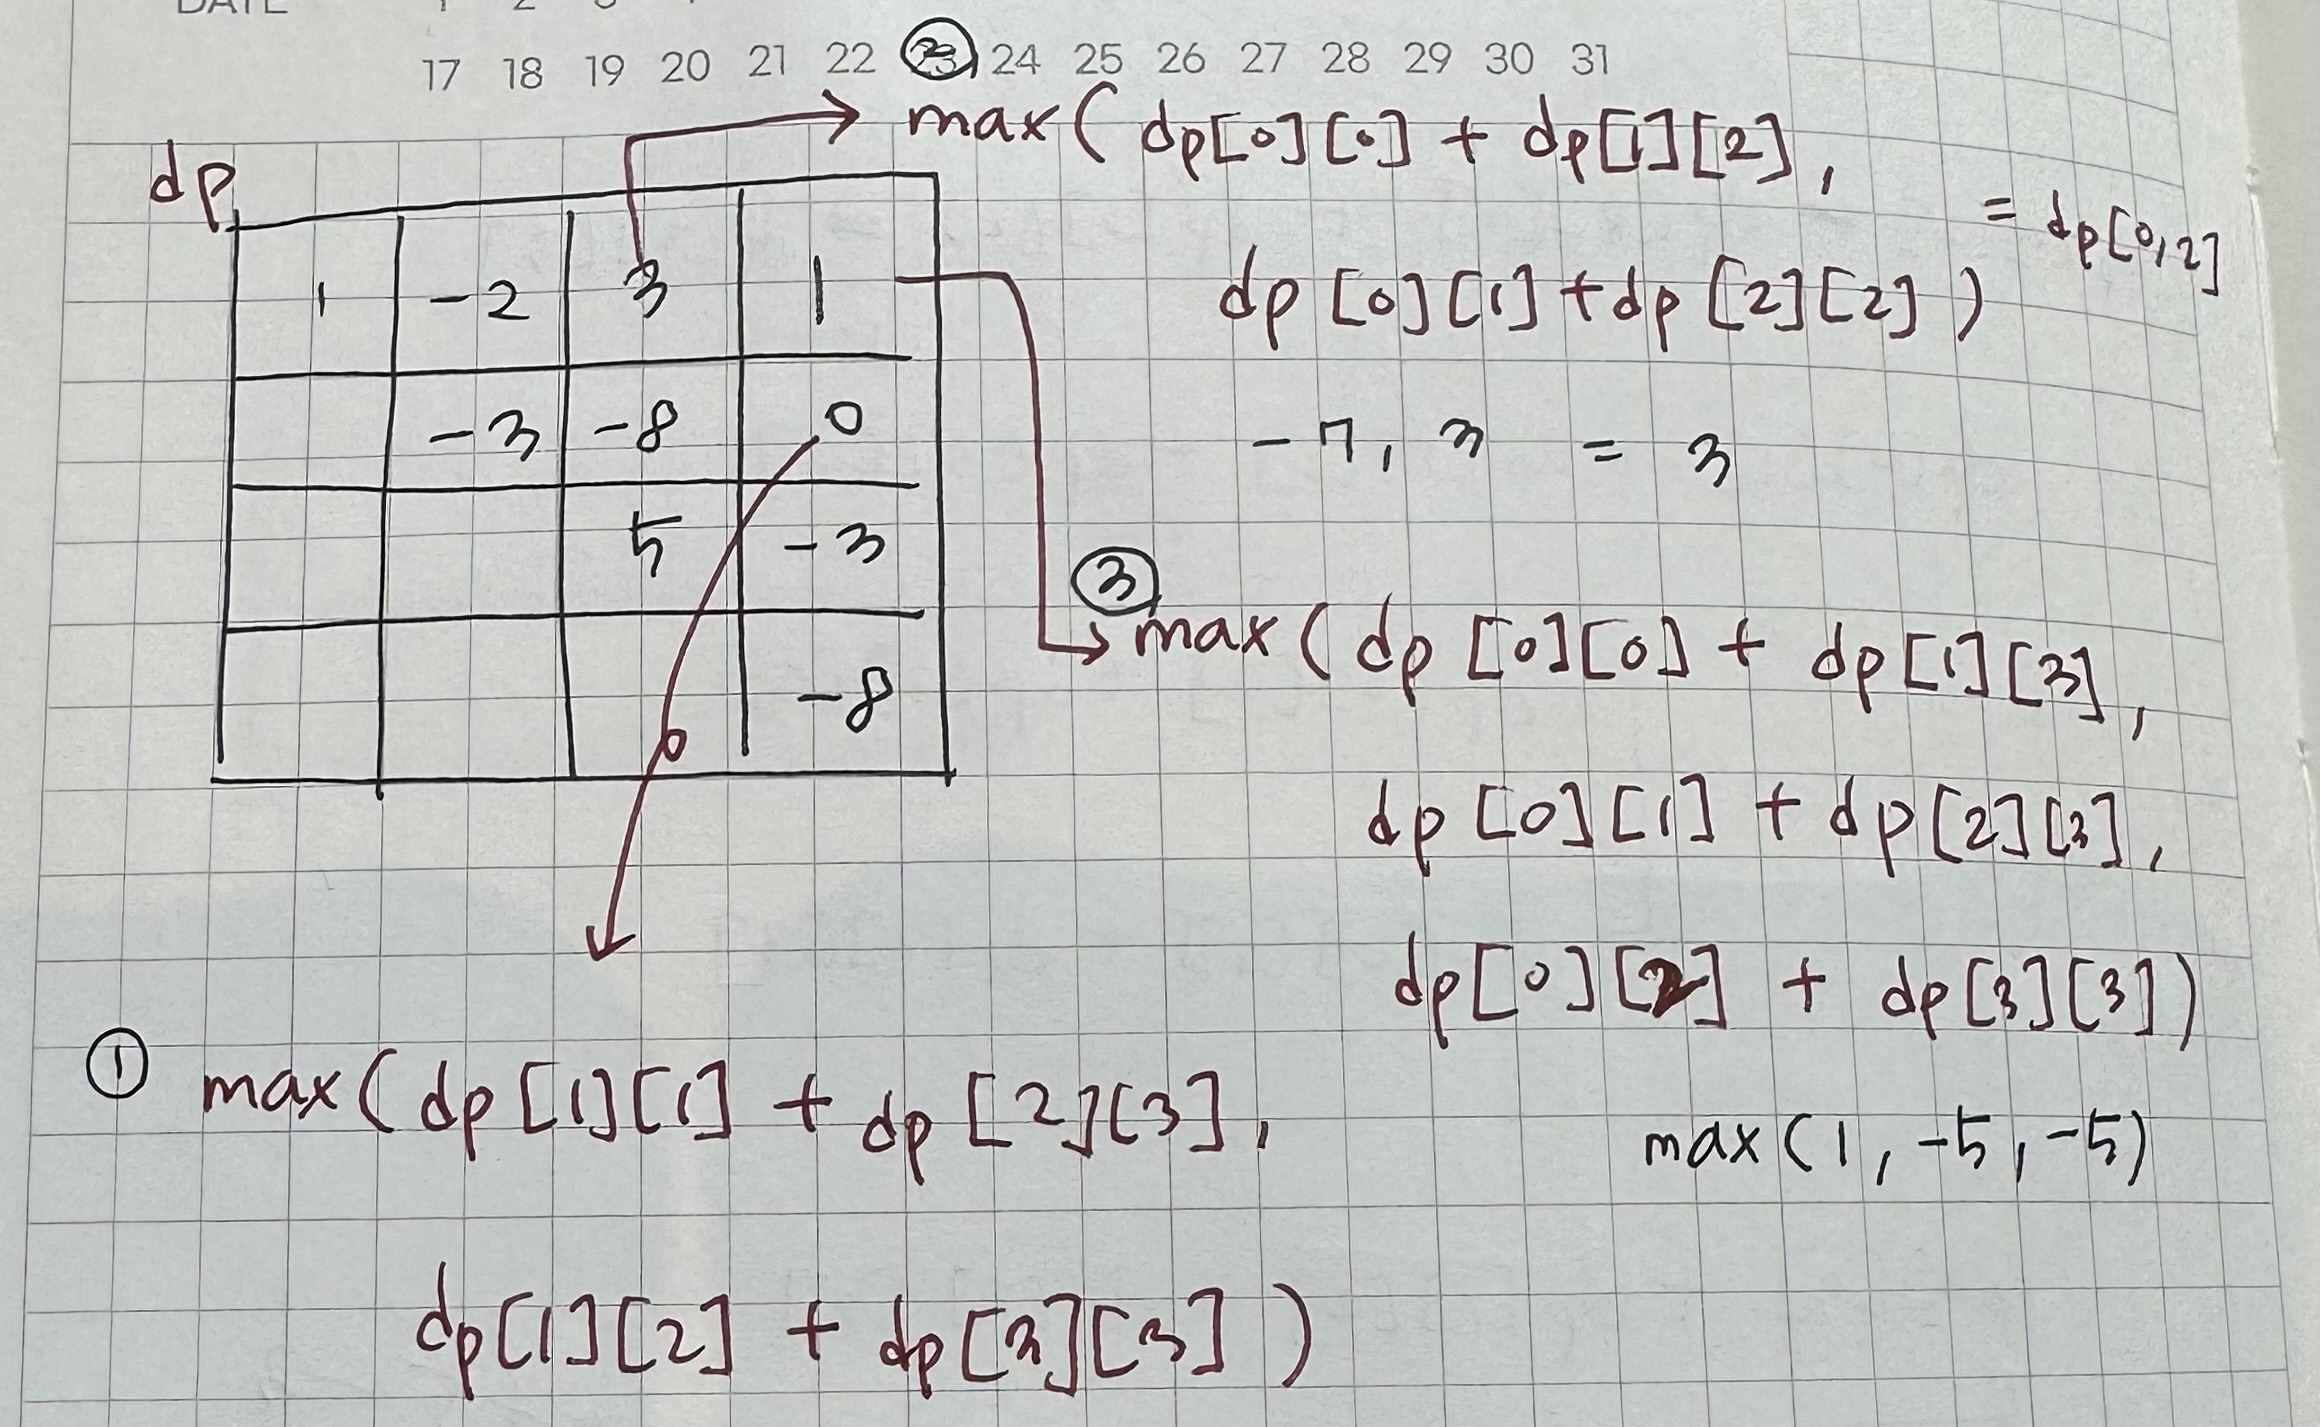 DATE
17 18 19 20 21 22 23 24 25 26 27 28 29 30 31
dp
max( dp[0][0] + dp[1][2],
dp[0][1] + dp[2][2] )
= dp[0,2]
-7, 3 = 3
1 -2 3 1
-3 -8 0
5 -3
-8
③
max( dp[0][0] + dp[1][3],
dp[0][1] + dp[2][3],
dp[0][2] + dp[3][3])
max(1, -5, -5)
① max( dp[1][1] + dp[2][3],
dp[1][2] + dp[3][3] )